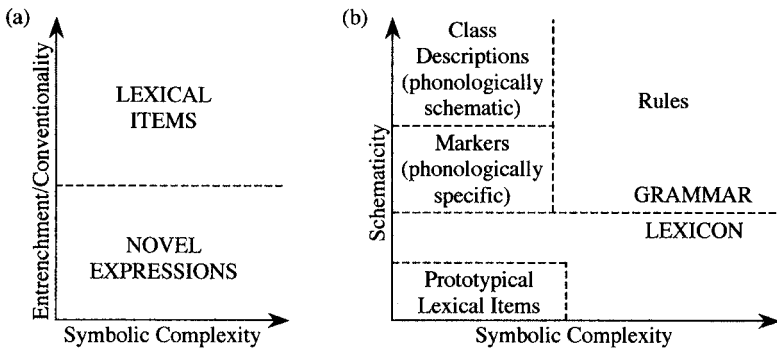 (a)
Entrenchment/Conventionality
LEXICAL
ITEMS
NOVEL
EXPRESSIONS
Symbolic Complexity
(b)
Schematicity
Class
Descriptions
(phonologically
schematic)
Rules
Markers
(phonologically
specific)
GRAMMAR
LEXICON
Prototypical
Lexical Items
Symbolic Complexity